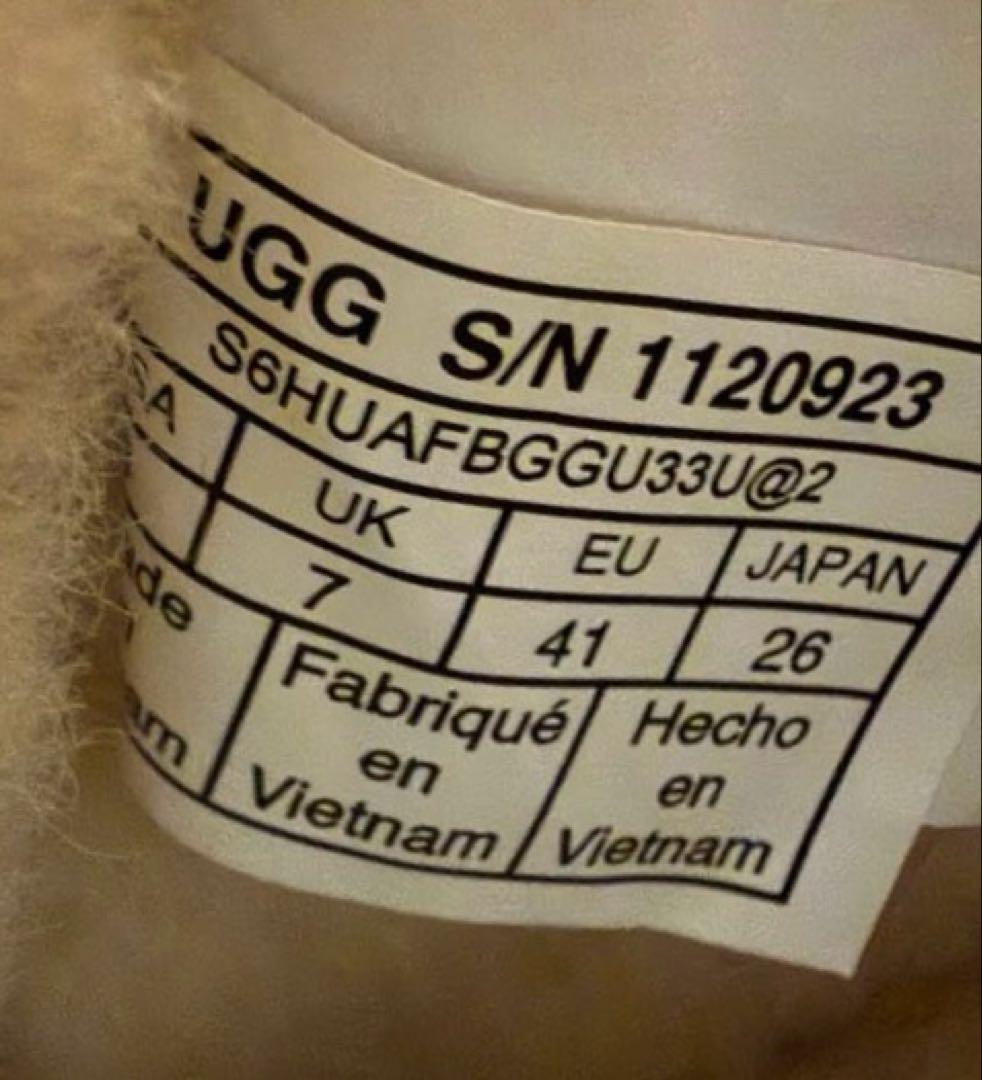 UGG S/N 1120923
S6HUAFBGGU33U@2
UK EU JAPAN
7 41 26
Fabriqué en Vietnam
Hecho en Vietnam